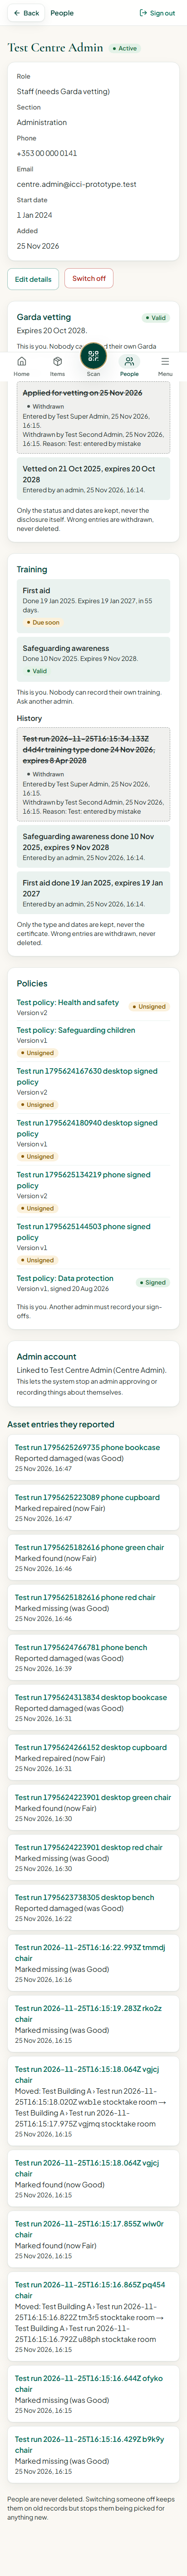 Back
People
Sign out
Test Centre Admin
Active
Role
Staff (needs Garda vetting)
Section
Administration
Phone
+353 00 000 0141
Email
centre.admin@icci-prototype.test
Start date
1 Jan 2024
Added
25 Nov 2026
Edit details
Switch off
Garda vetting
Valid
Expires 20 Oct 2028.
Home
Items
Scan
People
Menu
Applied for vetting on 25 Nov 2026
Withdrawn
Entered by Test Super Admin, 25 Nov 2026,
16:15.
Withdrawn by Test Second Admin, 25 Nov 2026,
16:15. Reason: Test: entered by mistake
Vetted on 21 Oct 2025, expires 20 Oct
2028
Entered by an admin, 25 Nov 2026, 16:14.
Only the status and dates are kept, never the
disclosure itself. Wrong entries are withdrawn,
never deleted.
Training
First aid
Done 19 Jan 2025. Expires 19 Jan 2027, in 55
days.
Due soon
Safeguarding awareness
Done 10 Nov 2025. Expires 9 Nov 2028.
Valid
This is you. Nobody can record their own training.
Ask another admin.
History
Test run 2026-11-25T16:15:34.133Z
d4d4r training type done 24 Nov 2026,
expires 8 Apr 2028
Withdrawn
Entered by Test Super Admin, 25 Nov 2026,
16:15.
Withdrawn by Test Second Admin, 25 Nov 2026,
16:15. Reason: Test: entered by mistake
Safeguarding awareness done 10 Nov
2025, expires 9 Nov 2028
Entered by an admin, 25 Nov 2026, 16:14.
First aid done 19 Jan 2025, expires 19 Jan
2027
Entered by an admin, 25 Nov 2026, 16:14.
Only the type and dates are kept, never the
certificate. Wrong entries are withdrawn, never
deleted.
Policies
Test policy: Health and safety
Version v2
Unsigned
Test policy: Safeguarding children
Version v1
Unsigned
Test run 1795624167630 desktop signed
policy
Version v2
Unsigned
Test run 1795624180940 desktop signed
policy
Version v1
Unsigned
Test run 1795625134219 phone signed
policy
Version v2
Unsigned
Test run 1795625144503 phone signed
policy
Version v1
Unsigned
Test policy: Data protection
Version v1, signed 20 Aug 2026
Signed
This is you. Another admin must record your sign-
offs.
Admin account
Linked to Test Centre Admin (Centre Admin).
This lets the system stop an admin approving or
recording things about themselves.
Asset entries they reported
Test run 1795625269735 phone bookcase
Reported damaged (was Good)
25 Nov 2026, 16:47
Test run 1795625223089 phone cupboard
Marked repaired (now Fair)
25 Nov 2026, 16:47
Test run 1795625182616 phone green chair
Marked found (now Fair)
25 Nov 2026, 16:46
Test run 1795625182616 phone red chair
Marked missing (was Good)
25 Nov 2026, 16:46
Test run 1795624766781 phone bench
Reported damaged (was Good)
25 Nov 2026, 16:39
Test run 1795624313834 desktop bookcase
Reported damaged (was Good)
25 Nov 2026, 16:31
Test run 1795624266152 desktop cupboard
Marked repaired (now Fair)
25 Nov 2026, 16:31
Test run 1795624223901 desktop green chair
Marked found (now Fair)
25 Nov 2026, 16:30
Test run 1795624223901 desktop red chair
Marked missing (was Good)
25 Nov 2026, 16:30
Test run 1795623738305 desktop bench
Reported damaged (was Good)
25 Nov 2026, 16:22
Test run 2026-11-25T16:16:22.993Z tmmdj
chair
Marked missing (was Good)
25 Nov 2026, 16:16
Test run 2026-11-25T16:15:19.283Z rko2z
chair
Marked missing (was Good)
25 Nov 2026, 16:15
Test run 2026-11-25T16:15:18.064Z vgjcj
chair
Moved: Test Building A › Test run 2026-11-
25T16:15:18.020Z wxb1e stocktake room →
Test Building A › Test run 2026-11-
25T16:15:17.975Z vgjmq stocktake room
25 Nov 2026, 16:15
Test run 2026-11-25T16:15:18.064Z vgjcj
chair
Marked found (now Good)
25 Nov 2026, 16:15
Test run 2026-11-25T16:15:17.855Z wlw0r
chair
Marked found (now Fair)
25 Nov 2026, 16:15
Test run 2026-11-25T16:15:16.865Z pq454
chair
Moved: Test Building A › Test run 2026-11-
25T16:15:16.822Z tm3r5 stocktake room →
Test Building A › Test run 2026-11-
25T16:15:16.792Z u88ph stocktake room
25 Nov 2026, 16:15
Test run 2026-11-25T16:15:16.644Z ofyko
chair
Marked missing (was Good)
25 Nov 2026, 16:15
Test run 2026-11-25T16:15:16.429Z b9k9y
chair
Marked missing (was Good)
25 Nov 2026, 16:15
People are never deleted. Switching someone off keeps
them on old records but stops them being picked for
anything new.